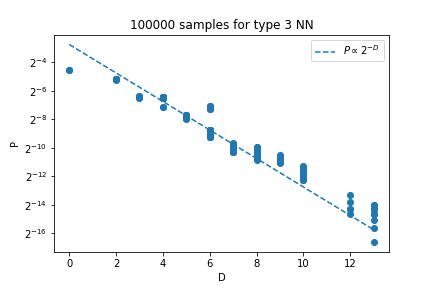 100000 samples for type 3 NN
P ∝ 2^{-D}
2^{-4}
2^{-6}
2^{-8}
2^{-10}
2^{-12}
2^{-14}
2^{-16}
P
0 2 4 6 8 10 12
D